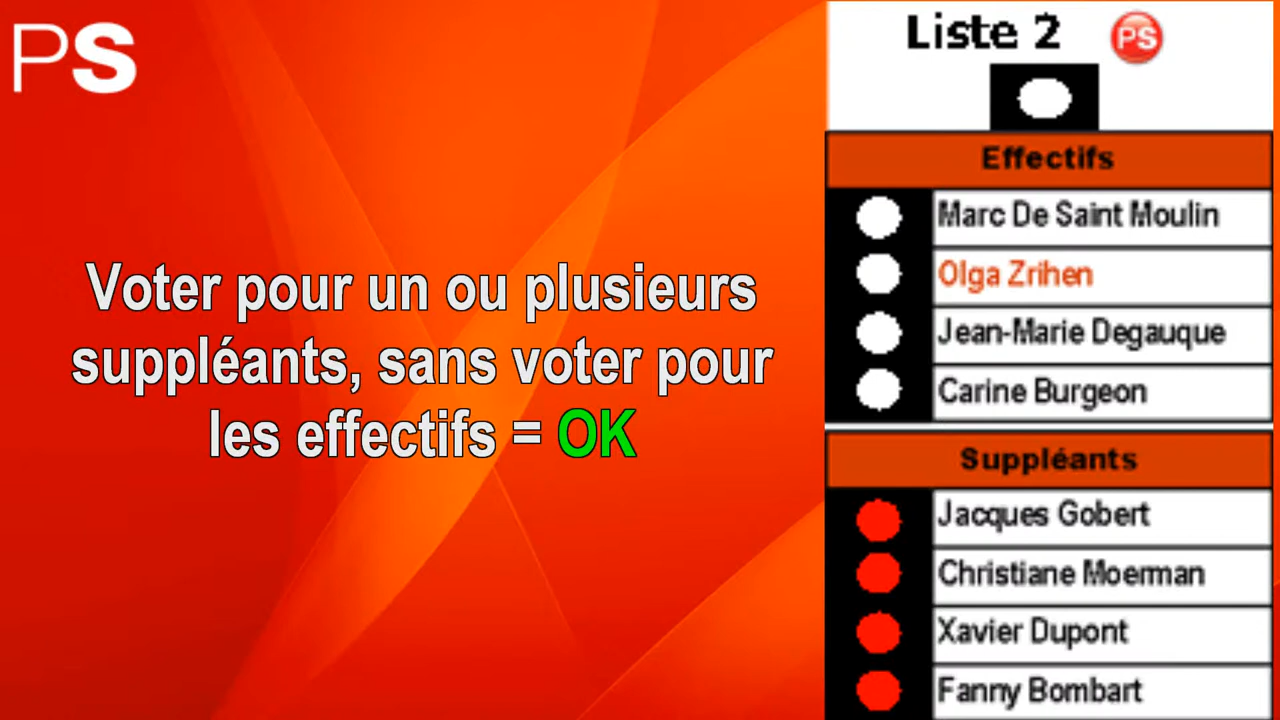 PS
Voter pour un ou plusieurs
suppléants, sans voter pour
les effectifs = OK
Liste 2 PS
Effectifs
Marc De Saint Moulin
Olga Zrihen
Jean-Marie Degauque
Carine Burgeon
Suppléants
Jacques Gobert
Christiane Moerman
Xavier Dupont
Fanny Bombart